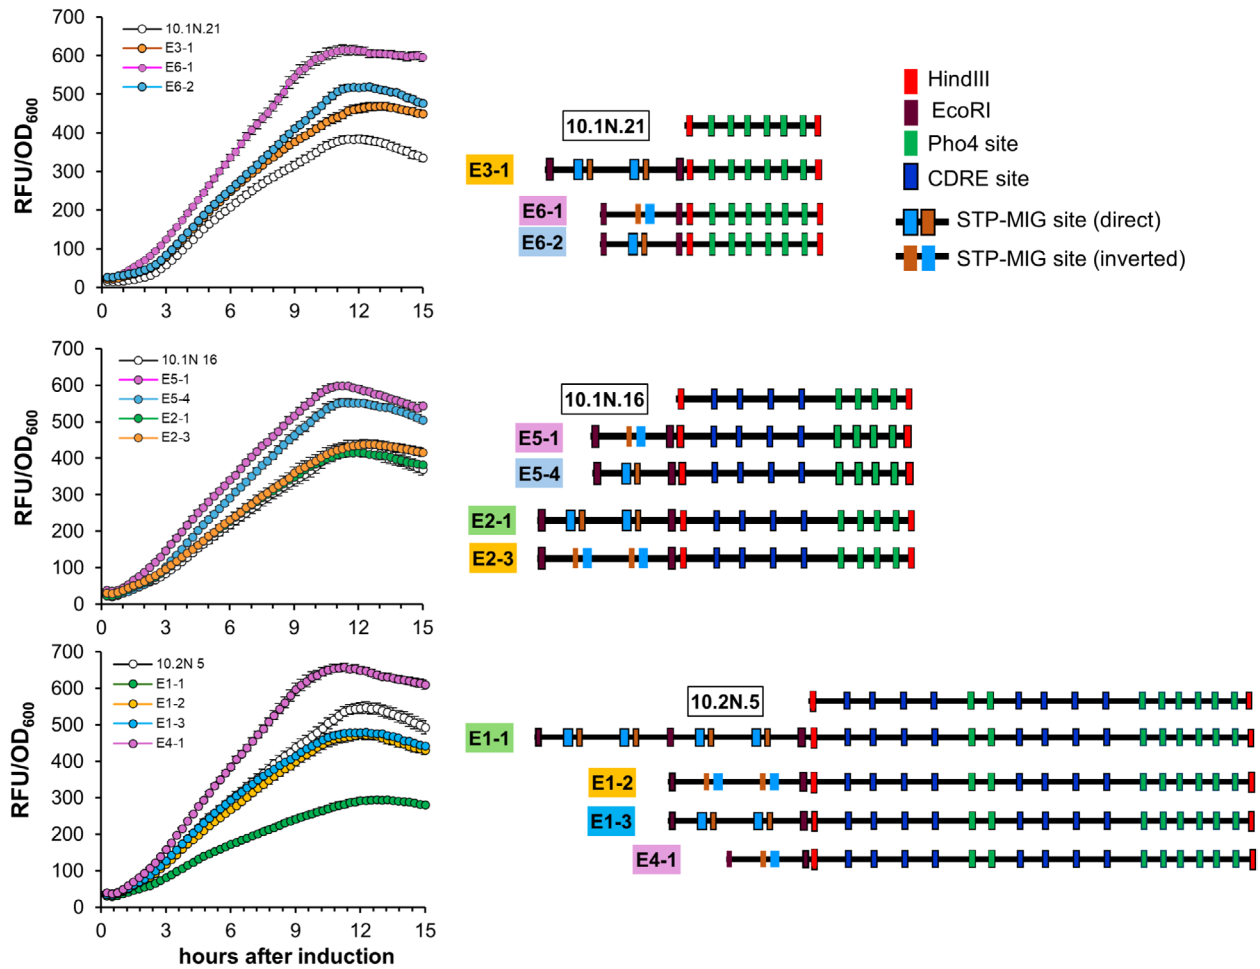 700
600
500
400
300
200
100
0
RFU/OD600
10.1N.21
E3-1
E6-1
E6-2
0
3
6
9
12
15
10.1N.21
E3-1
E6-1
E6-2
HindIII
EcoRI
Pho4 site
CDRE site
STP-MIG site (direct)
STP-MIG site (inverted)
700
600
500
400
300
200
100
0
RFU/OD600
10.1N 16
E5-1
E5-4
E2-1
E2-3
0
3
6
9
12
15
10.1N.16
E5-1
E5-4
E2-1
E2-3
700
600
500
400
300
200
100
0
RFU/OD600
10.2N 5
E1-1
E1-2
E1-3
E4-1
0
3
6
9
12
15
hours after induction
10.2N.5
E1-1
E1-2
E1-3
E4-1